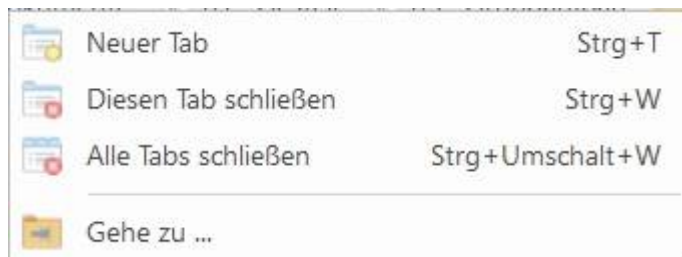 Neuer Tab Strg+T
Diesen Tab schließen Strg+W
Alle Tabs schließen Strg+Umschalt+W
Gehe zu ...